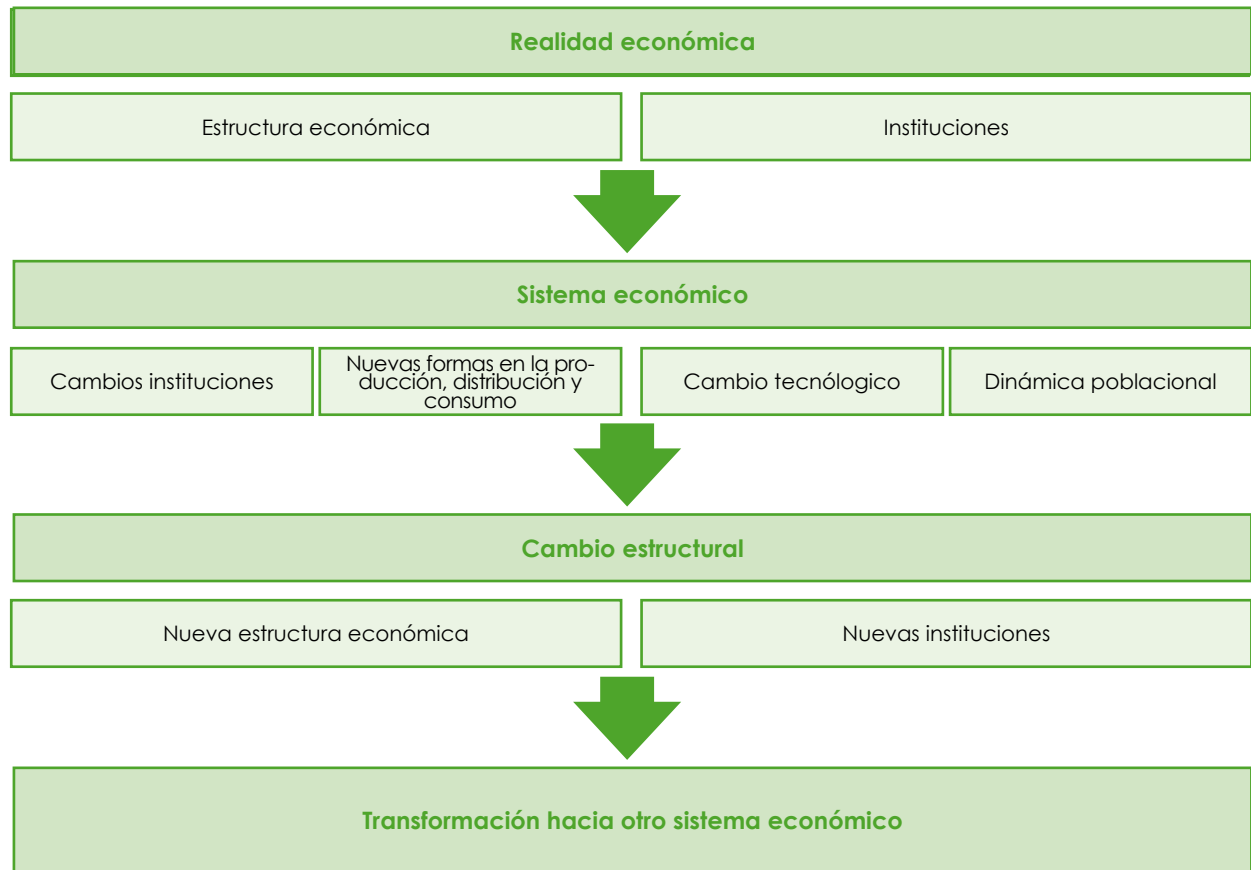 Realidad económica
Estructura económica
Instituciones
Sistema económico
Cambios instituciones
Nuevas formas en la pro-
ducción, distribución y
consumo
Cambio tecnólogico
Dinámica poblacional
Cambio estructural
Nueva estructura económica
Nuevas instituciones
Transformación hacia otro sistema económico